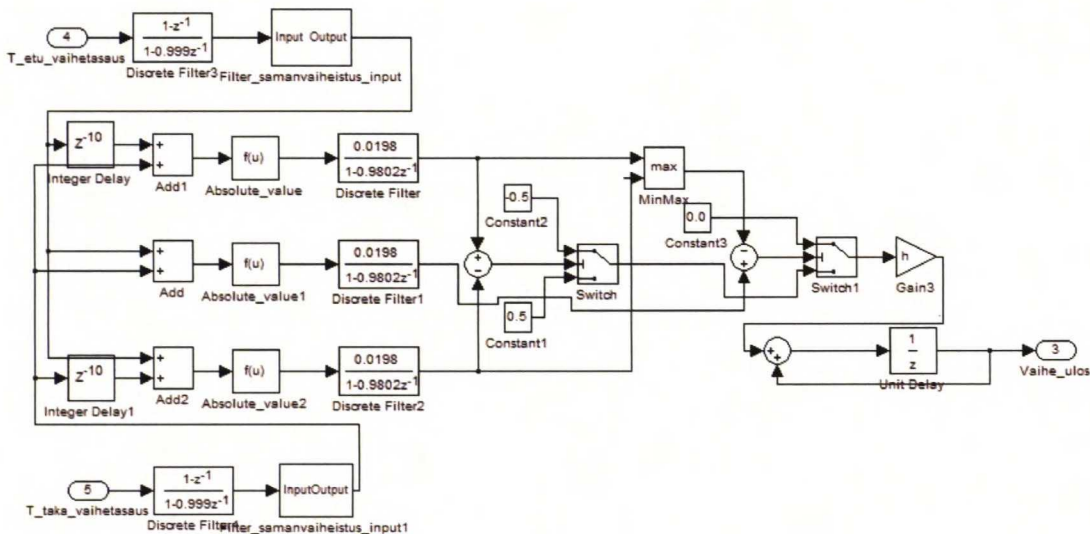 4
T_etu_vaihetasaus
1-z-1
1-0.999z-1
Discrete Filter3
Input Output
Filter_samanvaiheistus_input
z-10
Integer Delay
+
+
Add1
f(u)
Absolute_value
0.0198
1-0.9802z-1
Discrete Filter
max
MinMax
-0.5
Constant2
0.0
Constant3
+
+
Add
f(u)
Absolute_value1
0.0198
1-0.9802z-1
Discrete Filter1
+
−
Switch
0.5
Constant1
+
Switch1
h
Gain3
z-10
Integer Delay1
+
+
Add2
f(u)
Absolute_value2
0.0198
1-0.9802z-1
Discrete Filter2
+
+
1
z
Unit Delay
3
Vaihe_ulos
5
T_taka_vaihetasaus
1-z-1
1-0.999z-1
Discrete Filter4
InputOutput
Filter_samanvaiheistus_input1